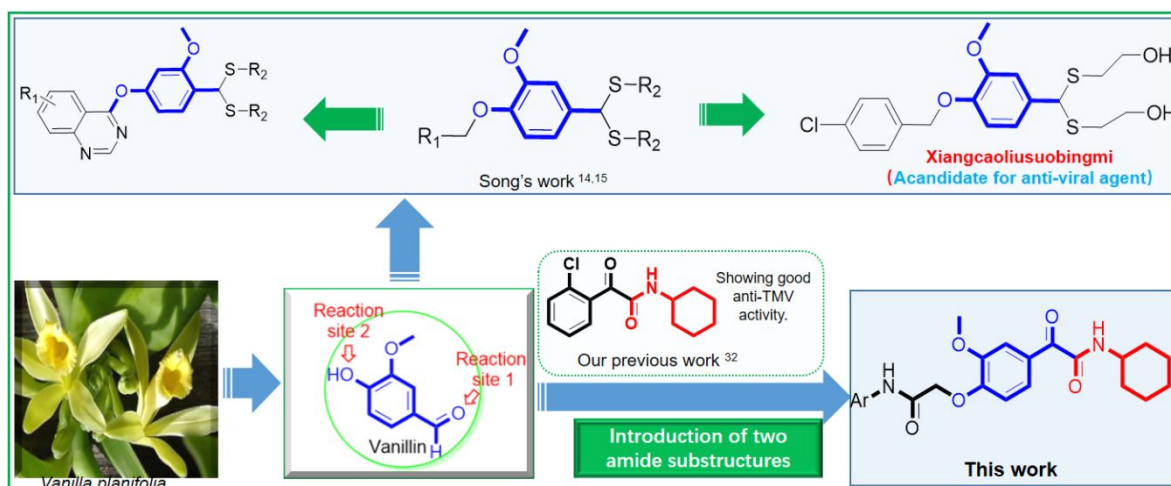 R1
O
N
N
O
S–R2
S–R2
R1
O
O
S–R2
S–R2
Song's work 14,15
Cl
O
O
S
OH
S
OH
Xiangcaoliusuobingmi
(Acandidate for anti-viral agent)
Vanilla planifolia
Reaction
site 2
HO
O
Reaction
site 1
O
H
Vanillin
Cl
O
H
N
O
Showing good
anti-TMV
activity.
Our previous work 32
Introduction of two
amide substructures
Ar
H
N
O
O
O
O
H
N
O
This work